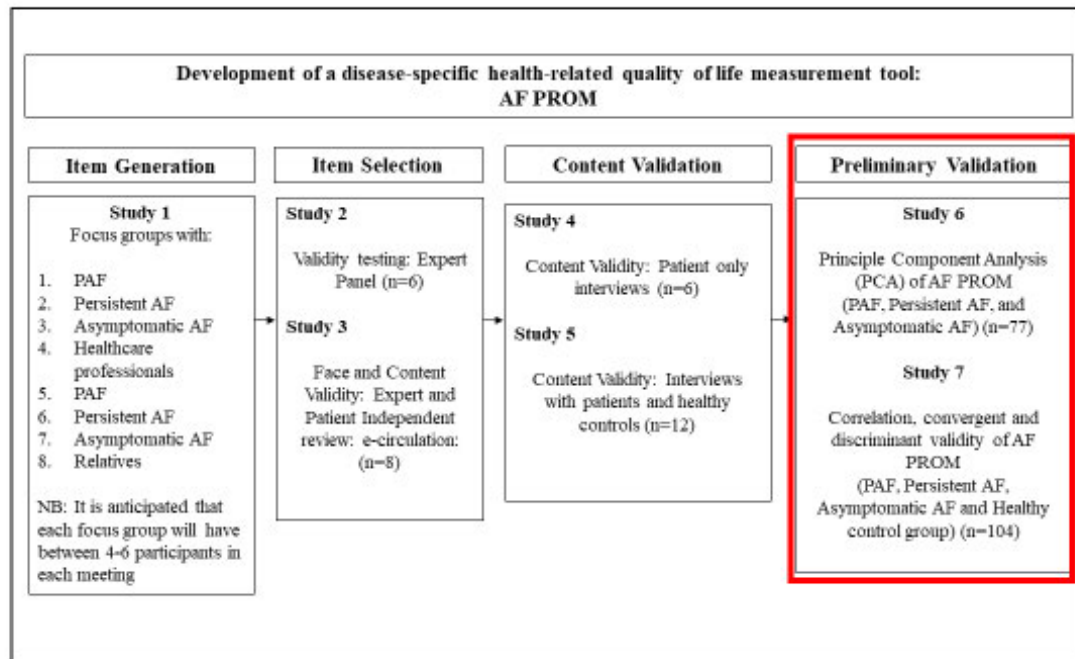 Development of a disease-specific health-related quality of life measurement tool:
AF PROM
Item Generation
Study 1
Focus groups with:
1. PAF
2. Persistent AF
3. Asymptomatic AF
4. Healthcare
professionals
5. PAF
6. Persistent AF
7. Asymptomatic AF
8. Relatives
NB: It is anticipated that
each focus group will have
between 4-6 participants in
each meeting
Item Selection
Study 2
Validity testing: Expert
Panel (n=6)
Study 3
Face and Content
Validity: Expert and
Patient Independent
review: e-circulation:
(n=8)
Content Validation
Study 4
Content Validity: Patient only
interviews (n=6)
Study 5
Content Validity: Interviews
with patients and healthy
controls (n=12)
Preliminary Validation
Study 6
Principle Component Analysis
(PCA) of AF PROM
(PAF, Persistent AF, and
Asymptomatic AF) (n=77)
Study 7
Correlation, convergent and
discriminant validity of AF
PROM
(PAF, Persistent AF,
Asymptomatic AF and Healthy
control group) (n=104)